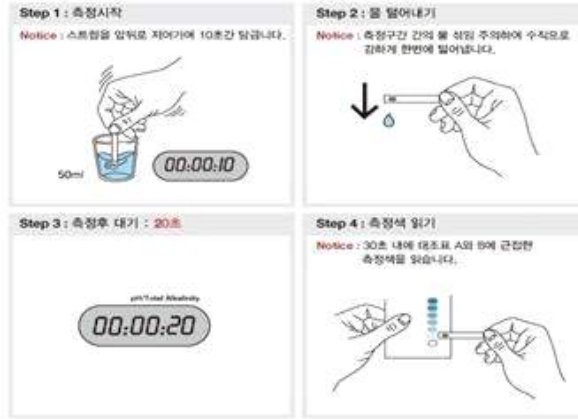 Step 1 : 측정시작
Notice : 스트립을 앞뒤로 저어가며 10초간 담급니다.
50ml
00:00:10
Step 2 : 물 털어내기
Notice : 측정구간 간의 물 섞임 주의하여 수직으로
강하게 한번에 털어냅니다.
Step 3 : 측정후 대기 : 20초
pH/Total Alkalinity
00:00:20
Step 4 : 측정색 읽기
Notice : 30초 내에 대조표 A와 B에 근접한
측정색을 읽습니다.